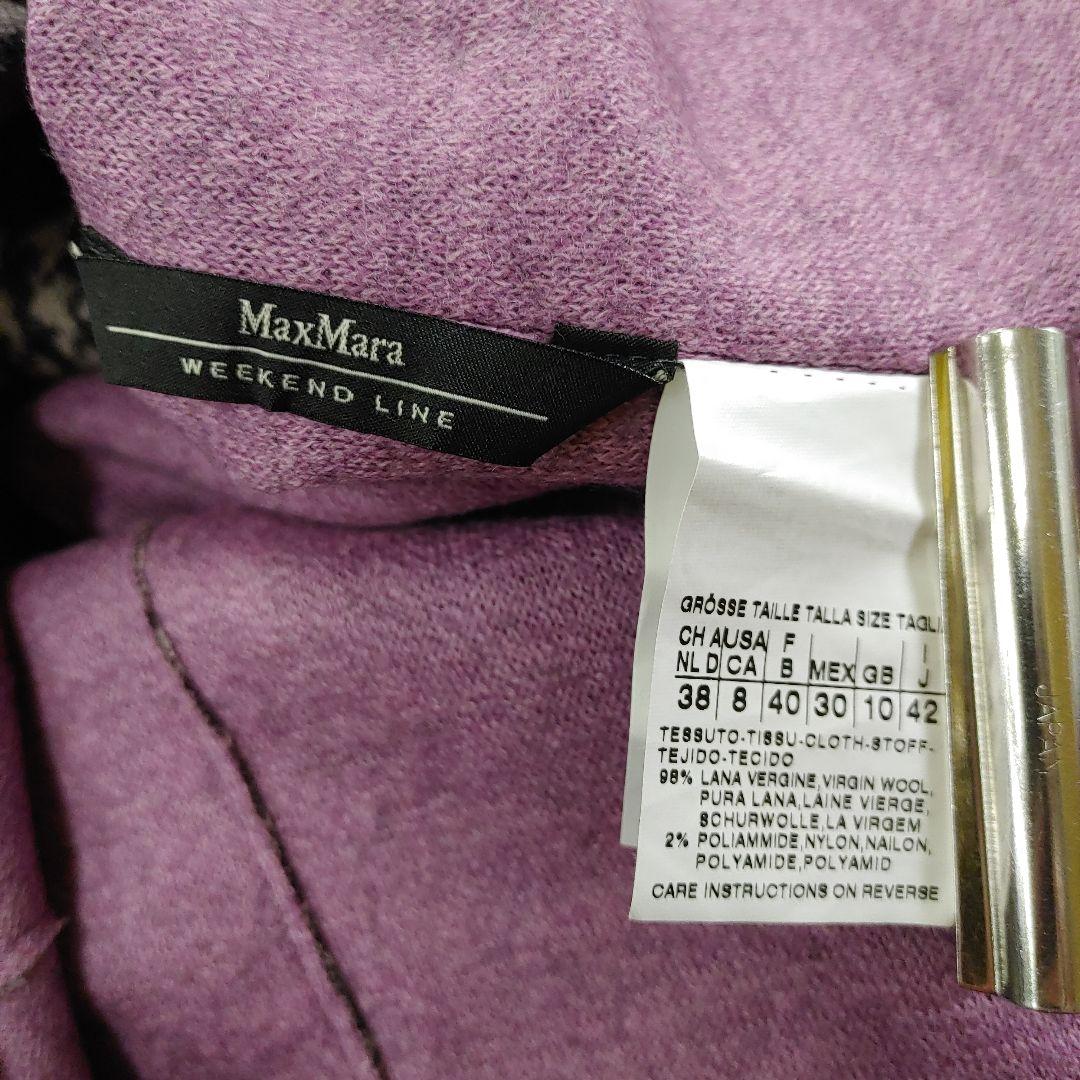 MaxMara
WEEKEND LINE
GRÖSSE TAILLE TALLA SIZE TAGLI
CH A USA F I
NL D CA B MEX GB J
38 8 40 30 10 42
TESSUTO-TISSU-CLOTH-STOFF-
TEJIDO-TECIDO
98% LANA VERGINE,VIRGIN WOOL,
PURA LANA,LAINE VIERGE,
SCHURWOLLE,LA VIRGEM
2% POLIAMMIDE,NYLON,NAILON,
POLYAMIDE,POLYAMID
CARE INSTRUCTIONS ON REVERSE
JAPAN